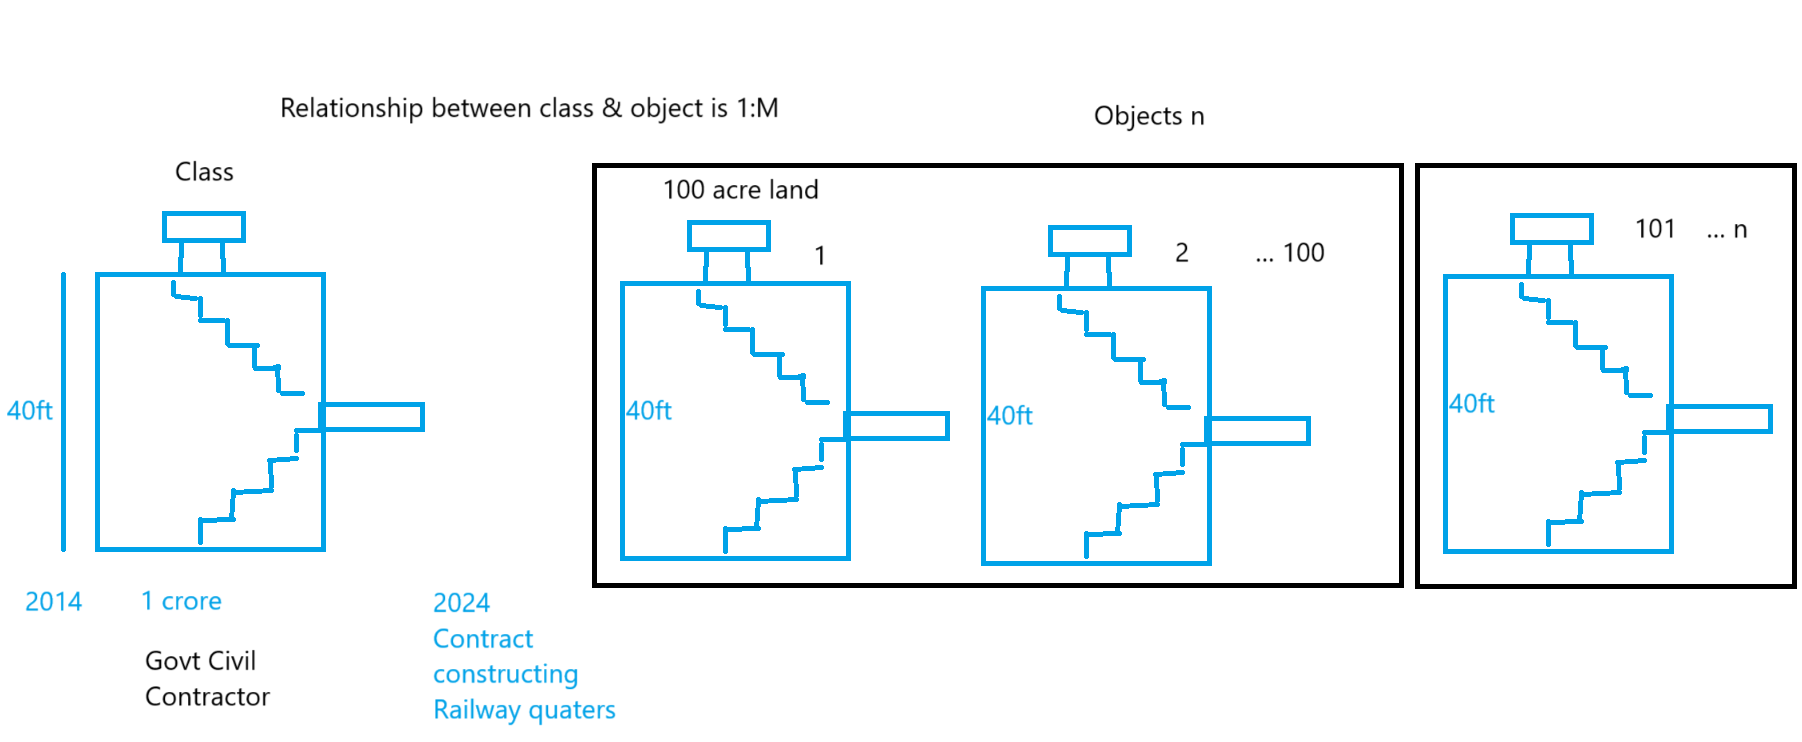 Relationship between class & object is 1:M
Objects n
Class
100 acre land
1
2
... 100
101
... n
40ft
40ft
40ft
40ft
2014
1 crore
2024
Contract
constructing
Railway quaters
Govt Civil
Contractor